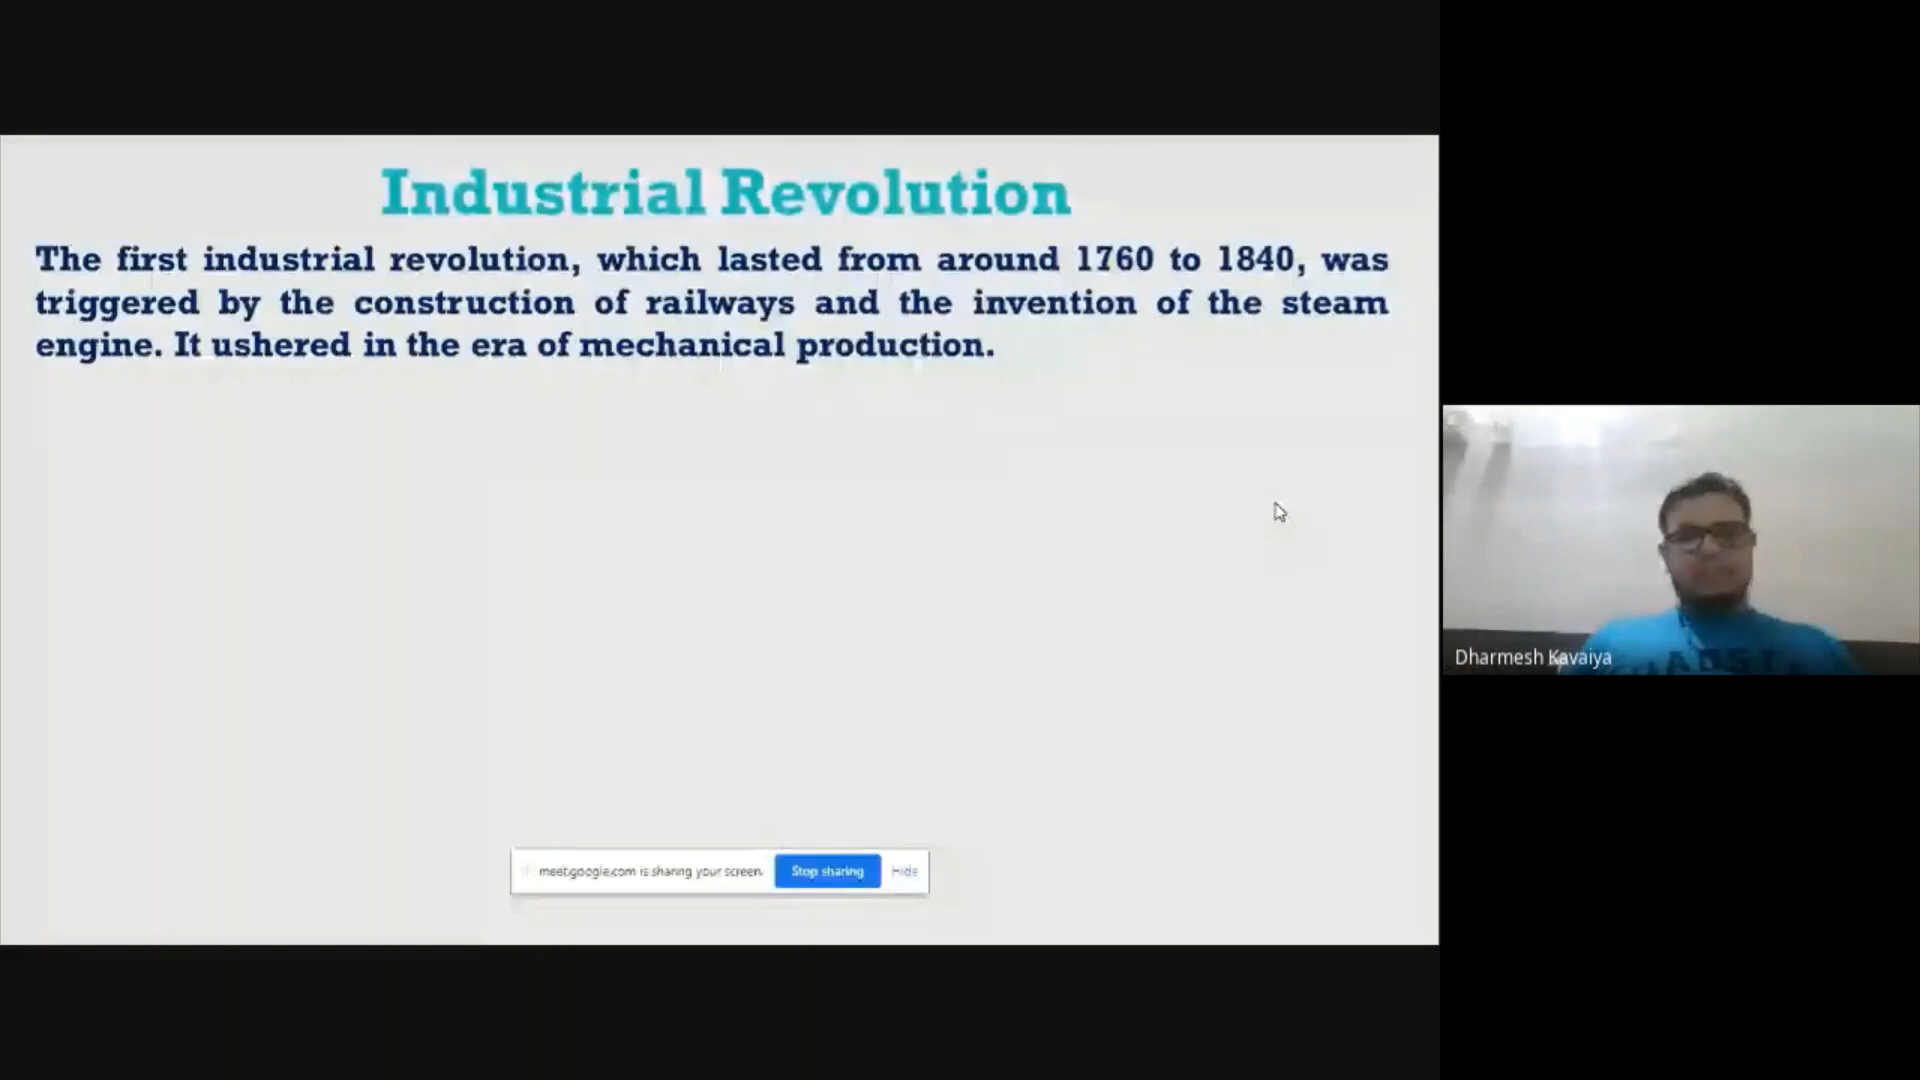 Industrial Revolution
The first industrial revolution, which lasted from around 1760 to 1840, was
triggered by the construction of railways and the invention of the steam
engine. It ushered in the era of mechanical production.
meet.google.com is sharing your screen. Stop sharing Hide
Dharmesh Kavaiya